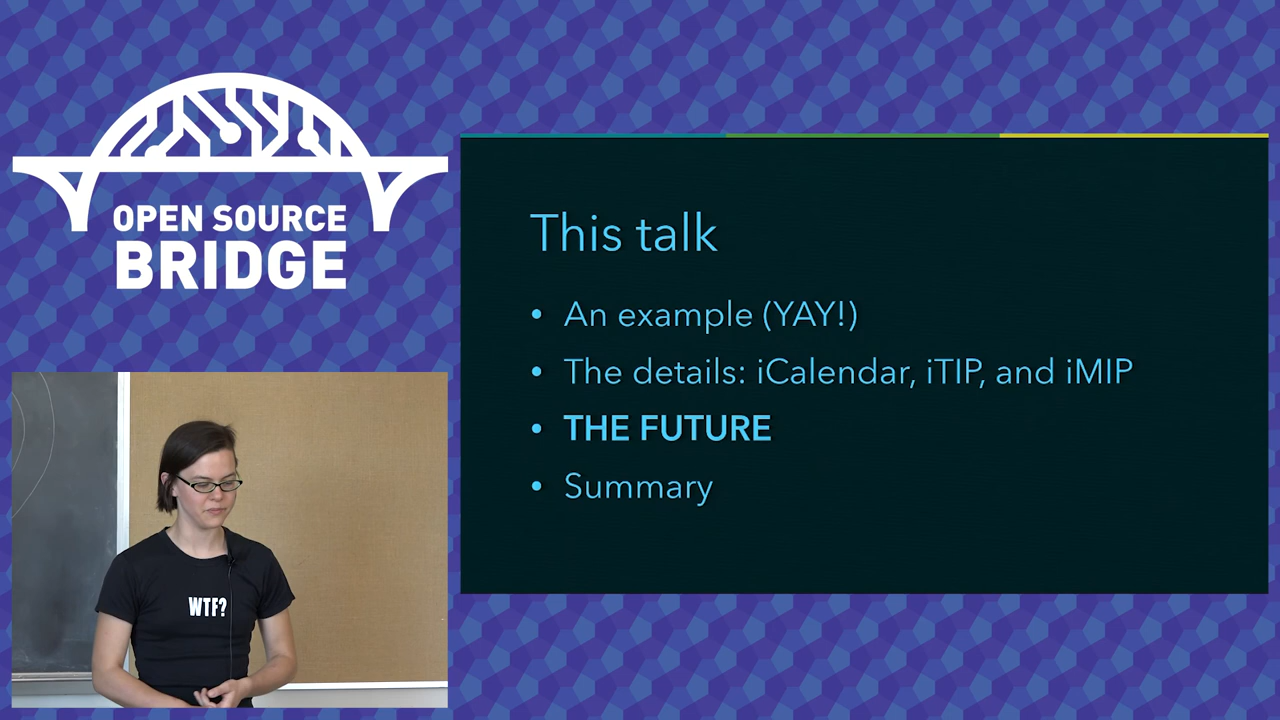 OPEN SOURCE
BRIDGE
This talk
• An example (YAY!)
• The details: iCalendar, iTIP, and iMIP
• THE FUTURE
• Summary
WTF?